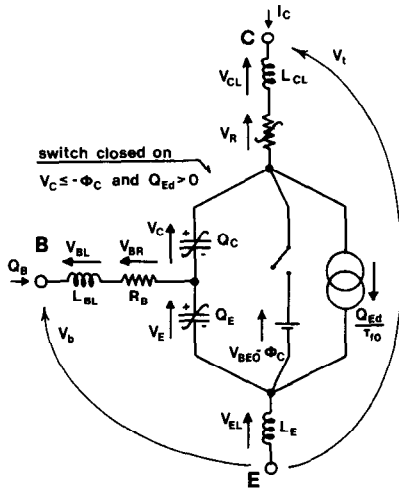 I_C
C
V_t
V_CL
L_CL
V_R
switch closed on
V_C ≤ -Φ_C and Q_Ed > 0
V_C
Q_C
B
V_BL
V_BR
Q_B
L_BL
R_B
V_E
Q_E
V_BEO-Φ_C
Q_Ed
τ_f0
V_b
V_EL
L_E
E